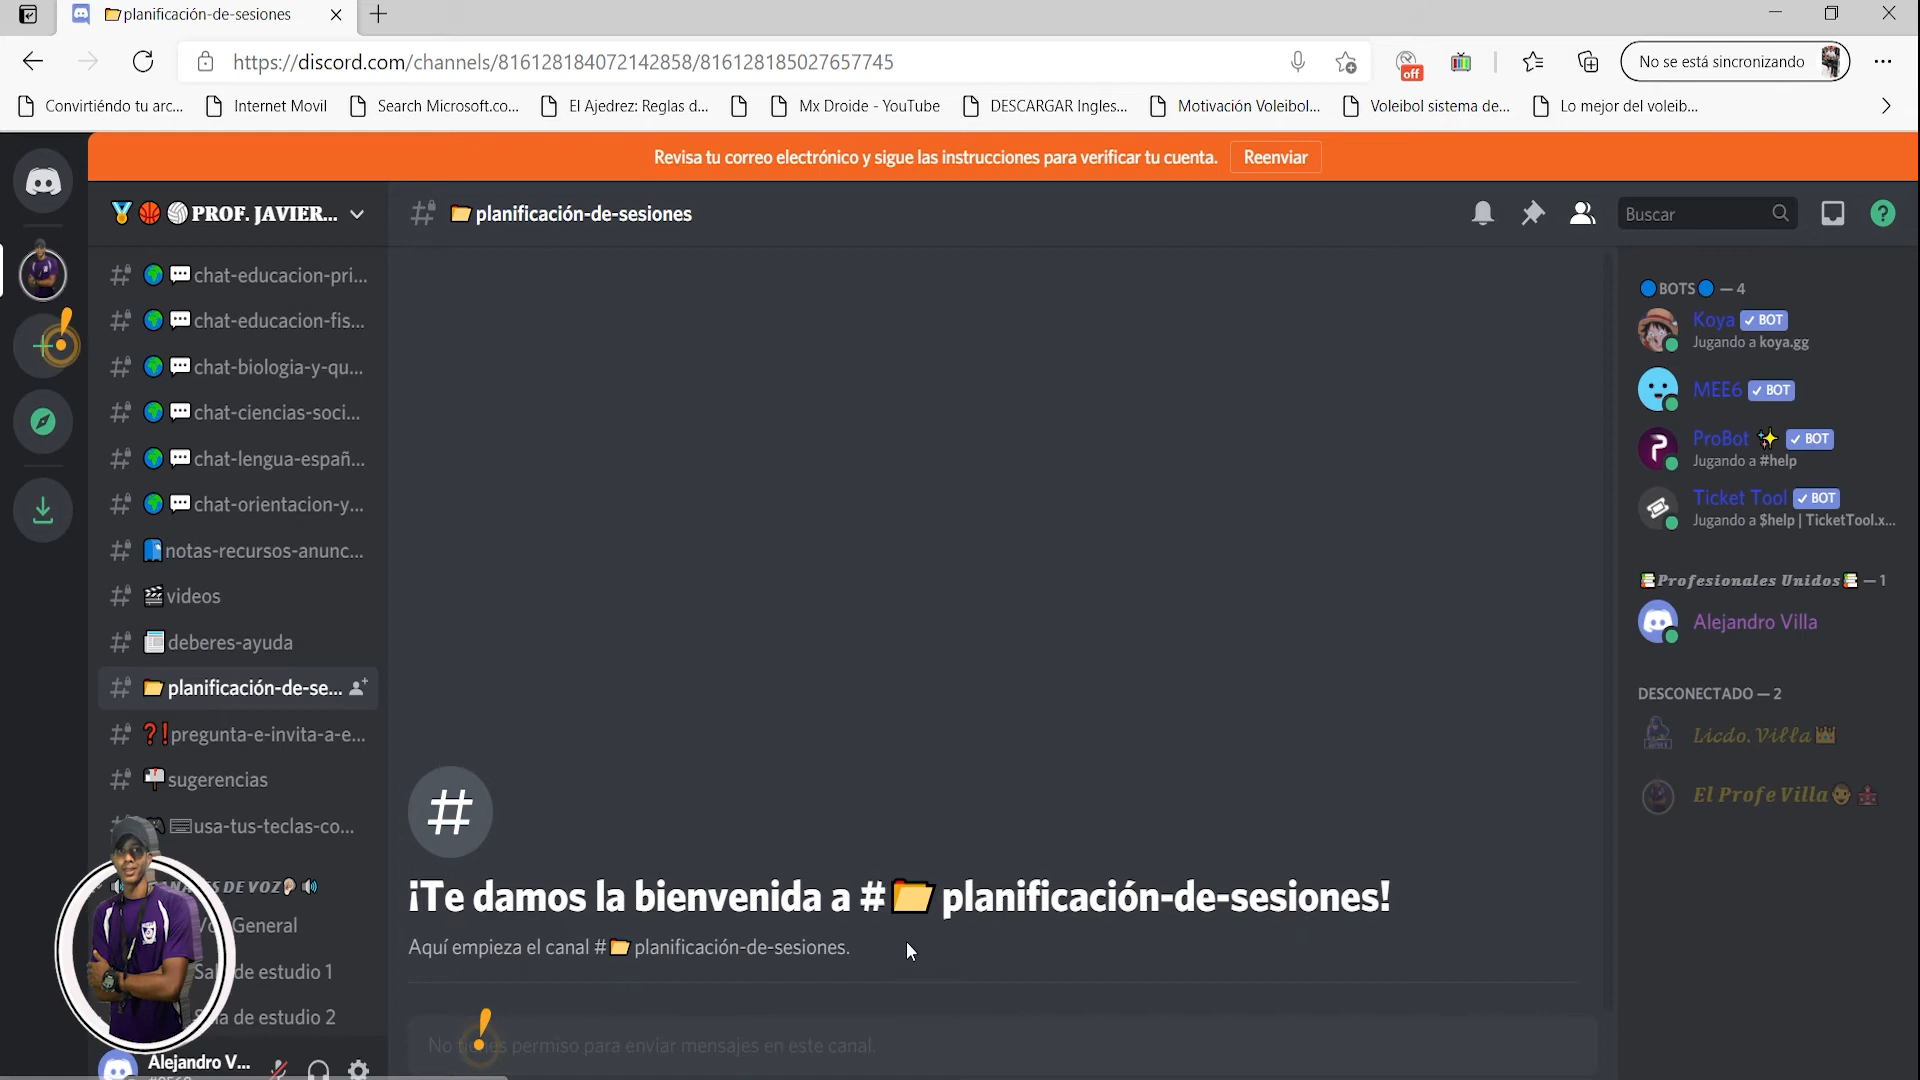 planificación-de-sesiones
https://discord.com/channels/816128184072142858/816128185027657745
off
No se está sincronizando
Convirtiéndo tu arc...
Internet Movil
Search Microsoft.co...
El Ajedrez: Reglas d...
Mx Droide - YouTube
DESCARGAR Ingles...
Motivación Voleibol...
Voleibol sistema de...
Lo mejor del voleib...
Revisa tu correo electrónico y sigue las instrucciones para verificar tu cuenta.
Reenviar
PROF. JAVIER...
planificación-de-sesiones
Buscar
chat-educacion-pri...
chat-educacion-fis...
chat-biologia-y-qu...
chat-ciencias-soci...
chat-lengua-españ...
chat-orientacion-y...
notas-recursos-anunc...
videos
deberes-ayuda
planificación-de-se...
pregunta-e-invita-a-e...
sugerencias
usa-tus-teclas-co...
DE VOZ
General
de estudio 1
de estudio 2
Alejandro V...
¡Te damos la bienvenida a # planificación-de-sesiones!
Aquí empieza el canal # planificación-de-sesiones.
No tienes permiso para enviar mensajes en este canal.
BOTS — 4
Koya BOT
Jugando a koya.gg
MEE6 BOT
ProBot BOT
Jugando a #help
Ticket Tool BOT
Jugando a $help | TicketTool.x...
Profesionales Unidos — 1
Alejandro Villa
DESCONECTADO — 2
Licdo. Villa
El Profe Villa